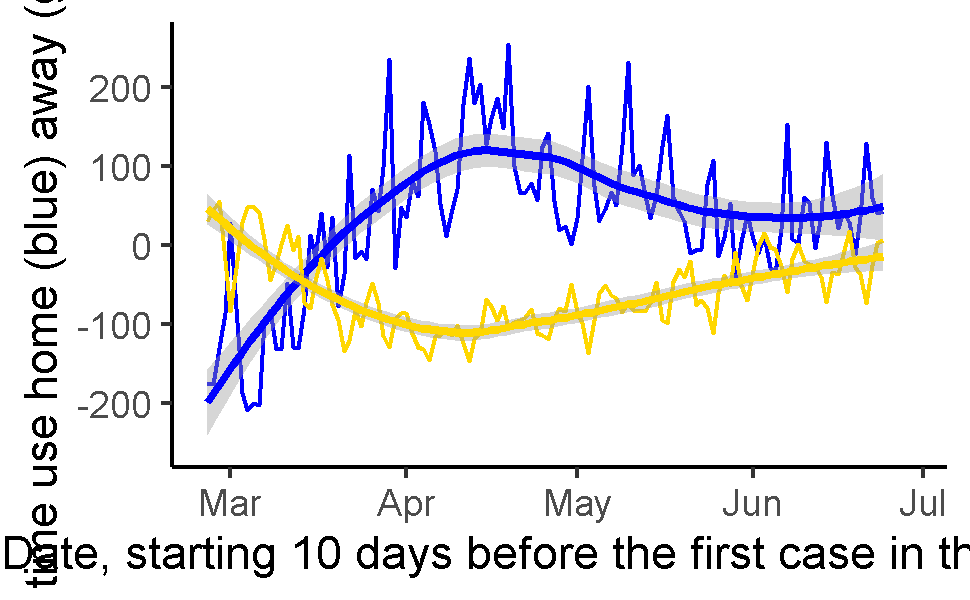 time use home (blue) away (
200
100
0
-100
-200
Mar Apr May Jun Jul
Date, starting 10 days before the first case in th